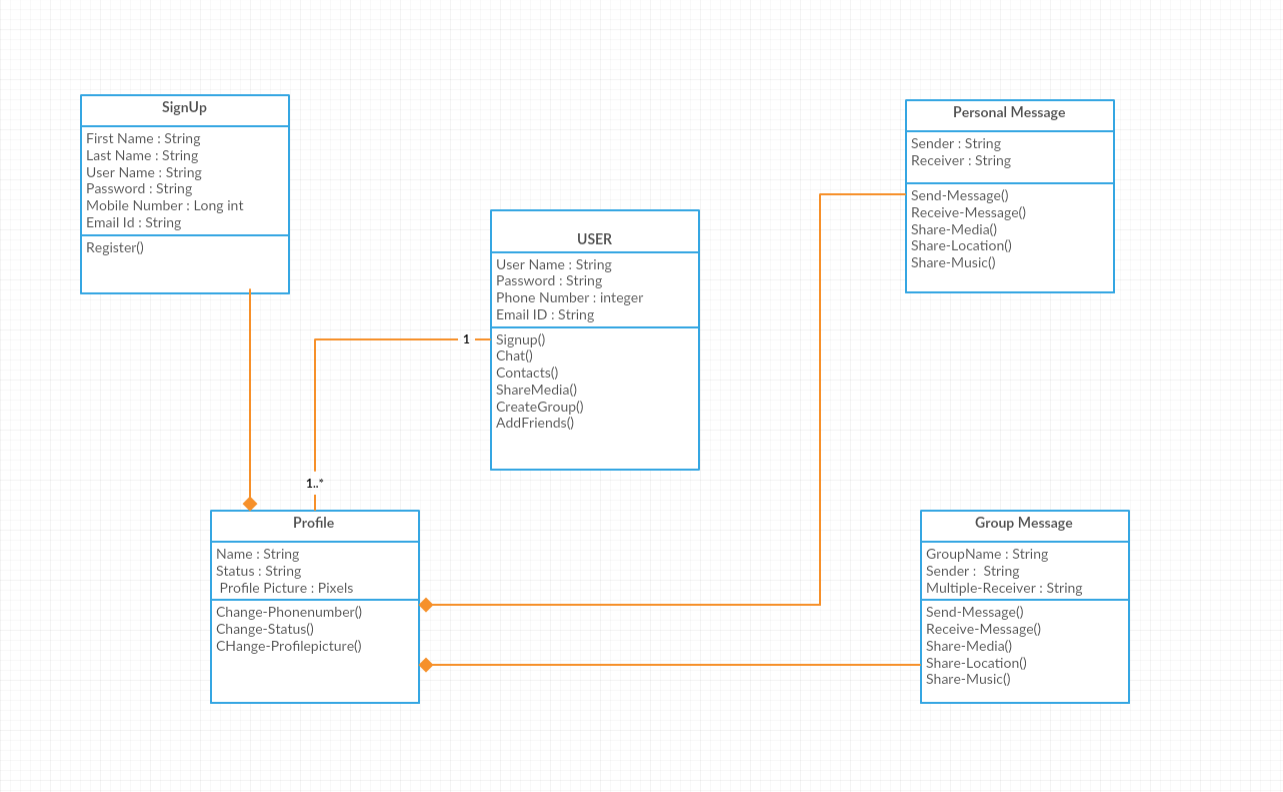 SignUp
First Name : String
Last Name : String
User Name : String
Password : String
Mobile Number : Long int
Email Id : String
Register()
USER
User Name : String
Password : String
Phone Number : integer
Email ID : String
Signup()
Chat()
Contacts()
ShareMedia()
CreateGroup()
AddFriends()
Personal Message
Sender : String
Receiver : String
Send-Message()
Receive-Message()
Share-Media()
Share-Location()
Share-Music()
1
1..*
Profile
Name : String
Status : String
Profile Picture : Pixels
Change-Phonenumber()
Change-Status()
CHange-Profilepicture()
Group Message
GroupName : String
Sender :  String
Multiple-Receiver : String
Send-Message()
Receive-Message()
Share-Media()
Share-Location()
Share-Music()